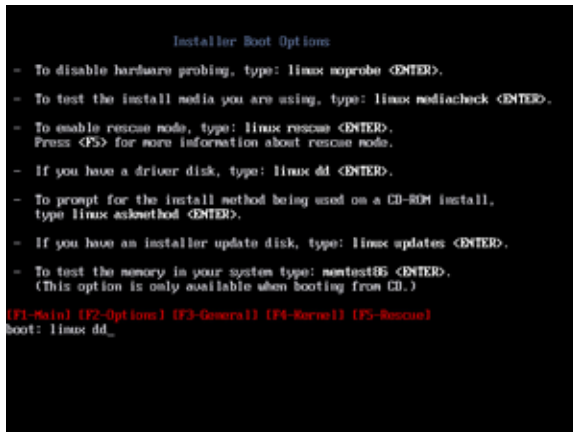 Installer Boot Options
- To disable hardware probing, type: linux noprobe <ENTER>.
- To test the install media you are using, type: linux mediacheck <ENTER>.
- To enable rescue mode, type: linux rescue <ENTER>.
Press <F5> for more information about rescue mode.
- If you have a driver disk, type: linux dd <ENTER>.
- To prompt for the install method being used on a CD-ROM install,
type linux askmethod <ENTER>.
- If you have an installer update disk, type: linux updates <ENTER>.
- To test the memory in your system type: memtest86 <ENTER>.
(This option is only available when booting from CD.)
[F1-Main] [F2-Options] [F3-General] [F4-Kernel] [F5-Rescue]
boot: linux dd_